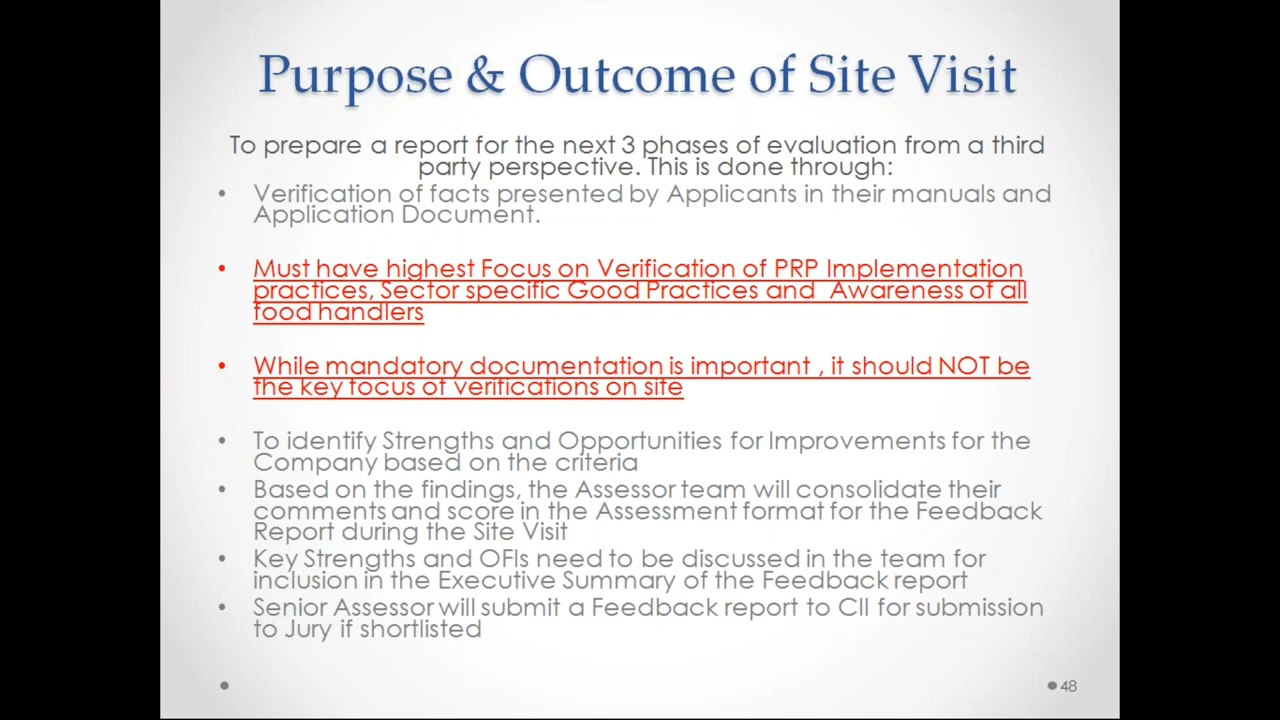 Purpose & Outcome of Site Visit
To prepare a report for the next 3 phases of evaluation from a third
party perspective. This is done through:
• Verification of facts presented by Applicants in their manuals and
Application Document.
• Must have highest Focus on Verification of PRP Implementation
practices, Sector specific Good Practices and Awareness of all
food handlers
• While mandatory documentation is important , it should NOT be
the key focus of verifications on site
• To identify Strengths and Opportunities for Improvements for the
Company based on the criteria
• Based on the findings, the Assessor team will consolidate their
comments and score in the Assessment format for the Feedback
Report during the Site Visit
• Key Strengths and OFIs need to be discussed in the team for
inclusion in the Executive Summary of the Feedback report
• Senior Assessor will submit a Feedback report to CII for submission
to Jury if shortlisted
48